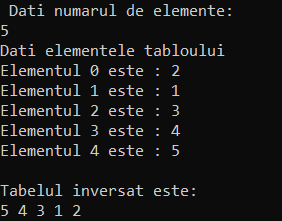 Dati numarul de elemente:
5
Dati elementele tabloului
Elementul 0 este : 2
Elementul 1 este : 1
Elementul 2 este : 3
Elementul 3 este : 4
Elementul 4 este : 5
Tabelul inversat este:
5 4 3 1 2